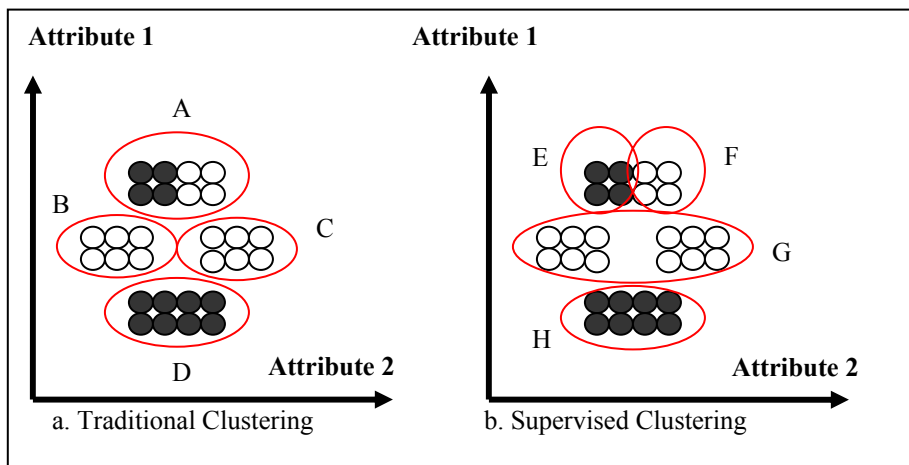 Attribute 1
A
B
C
D
Attribute 2
a. Traditional Clustering
Attribute 1
E
F
G
H
Attribute 2
b. Supervised Clustering